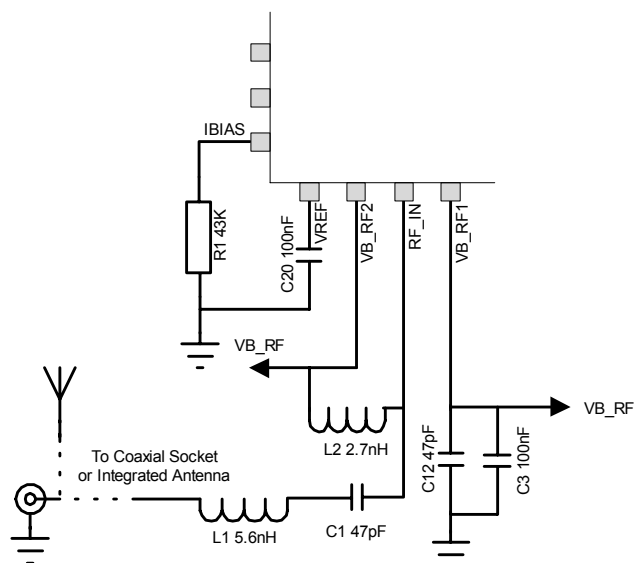 IBIAS
R1 43K
C20 100nF
VREF
VB_RF2
RF_IN
VB_RF1
VB_RF
VB_RF
L2 2.7nH
C12 47pF
C3 100nF
To Coaxial Socket
or Integrated Antenna
L1 5.6nH
C1 47pF